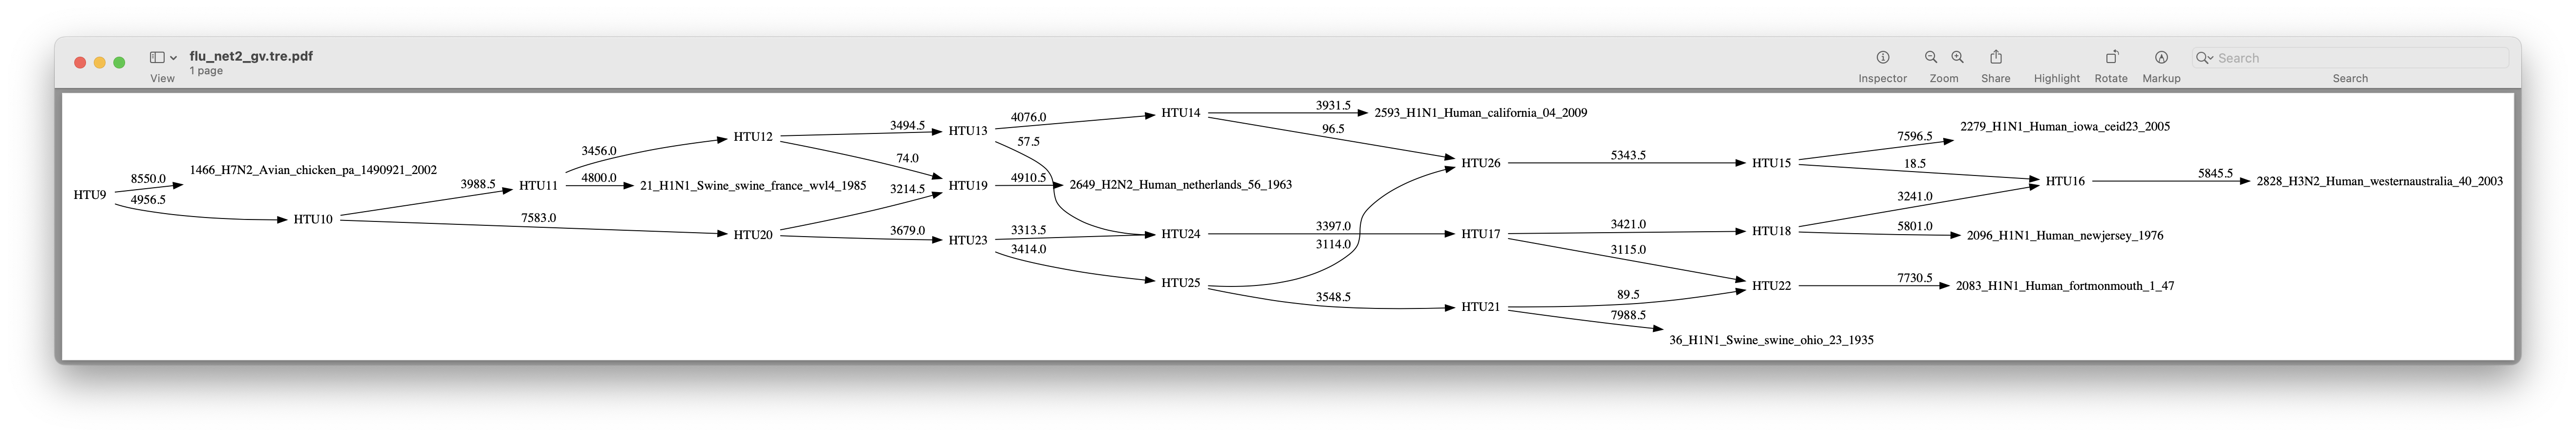 flu_net2_gv.tre.pdf
1 page
View
Inspector
Zoom
Share
Highlight
Rotate
Markup
Search
Search
HTU9
8550.0
4956.5
1466_H7N2_Avian_chicken_pa_1490921_2002
HTU10
3988.5
7583.0
HTU11
3456.0
4800.0
21_H1N1_Swine_swine_france_wvl4_1985
HTU12
3494.5
74.0
HTU20
3214.5
3679.0
HTU13
4076.0
57.5
HTU19
4910.5
2649_H2N2_Human_netherlands_56_1963
HTU23
3313.5
3414.0
HTU14
3931.5
96.5
2593_H1N1_Human_california_04_2009
HTU24
3397.0
HTU25
3114.0
3548.5
HTU26
5343.5
HTU17
3421.0
3115.0
HTU21
89.5
7988.5
36_H1N1_Swine_swine_ohio_23_1935
HTU15
7596.5
18.5
2279_H1N1_Human_iowa_ceid23_2005
HTU18
3241.0
5801.0
2096_H1N1_Human_newjersey_1976
HTU22
7730.5
2083_H1N1_Human_fortmonmouth_1_47
HTU16
5845.5
2828_H3N2_Human_westernaustralia_40_2003